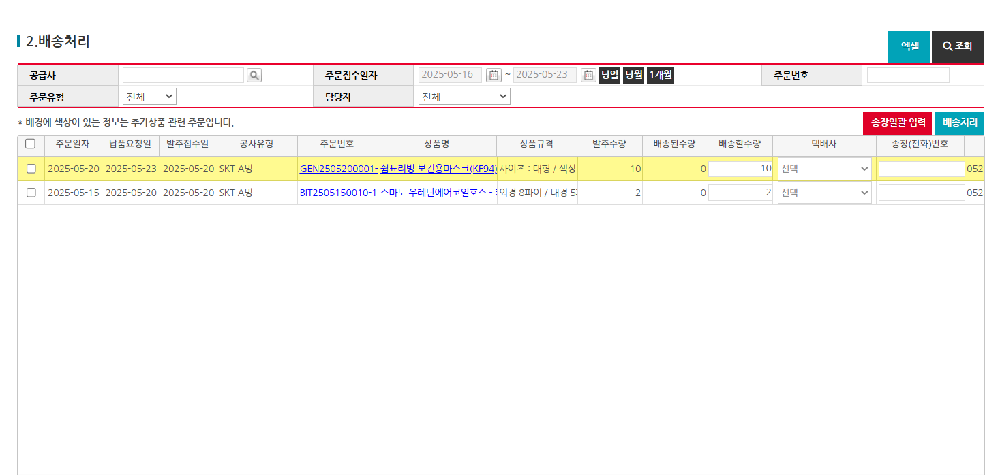 2.배송처리
엑셀 조회
공급사 주문접수일자 2025-05-16 ~ 2025-05-23 당일 당월 1개월 주문번호
주문유형 전체 담당자 전체
* 배경에 색상이 있는 정보는 추가상품 관련 주문입니다. 송장일괄 입력 배송처리
주문일자 납품요청일 발주접수일 공사유형 주문번호 상품명 상품규격 발주수량 배송된수량 배송할수량 택배사 송장(전화)번호
2025-05-20 2025-05-23 2025-05-20 SKT A망 GEN2505200001- 쉼표리빙 보건용마스크(KF94) 사이즈 : 대형 / 색상 10 0 10 선택 052
2025-05-15 2025-05-20 2025-05-20 SKT A망 BIT2505150010-1 스마토 우레탄에어코일호스 - 외경 8파이 / 내경 5 2 0 2 선택 052